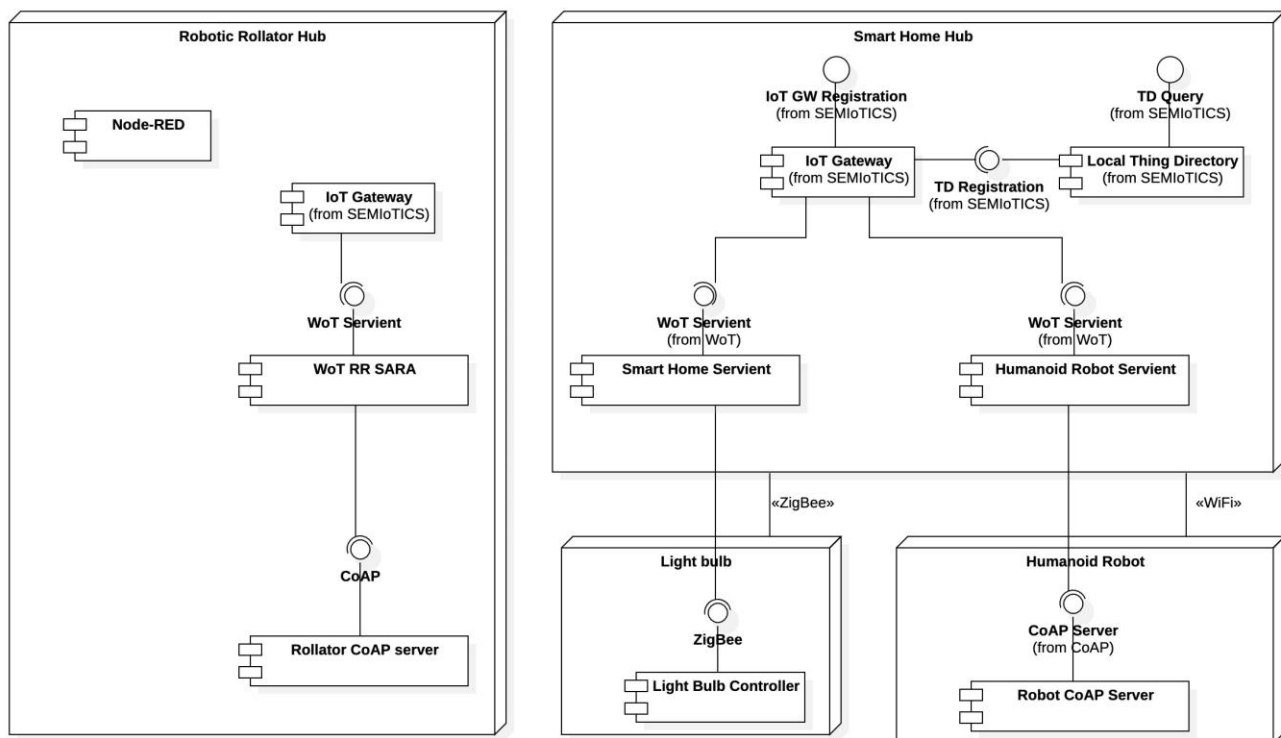 Robotic Rollator Hub
Node-RED
IoT Gateway
(from SEMIoTICS)
WoT Servient
WoT RR SARA
CoAP
Rollator CoAP server
Smart Home Hub
IoT GW Registration
(from SEMIoTICS)
TD Query
(from SEMIoTICS)
IoT Gateway
(from SEMIoTICS)
TD Registration
(from SEMIoTICS)
Local Thing Directory
(from SEMIoTICS)
WoT Servient
(from WoT)
WoT Servient
(from WoT)
Smart Home Servient
Humanoid Robot Servient
«ZigBee»
«WiFi»
Light bulb
ZigBee
Light Bulb Controller
Humanoid Robot
CoAP Server
(from CoAP)
Robot CoAP Server